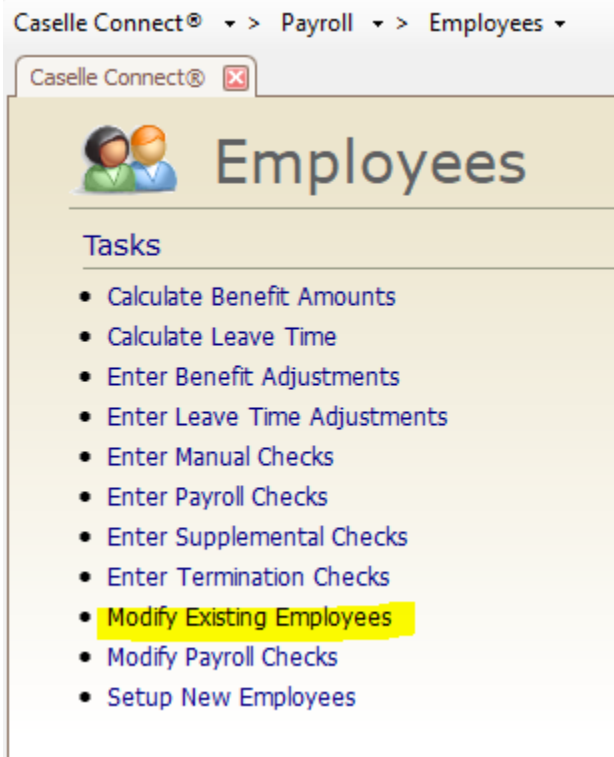 Caselle Connect® > Payroll > Employees
Caselle Connect®
Employees
Tasks
Calculate Benefit Amounts
Calculate Leave Time
Enter Benefit Adjustments
Enter Leave Time Adjustments
Enter Manual Checks
Enter Payroll Checks
Enter Supplemental Checks
Enter Termination Checks
Modify Existing Employees
Modify Payroll Checks
Setup New Employees